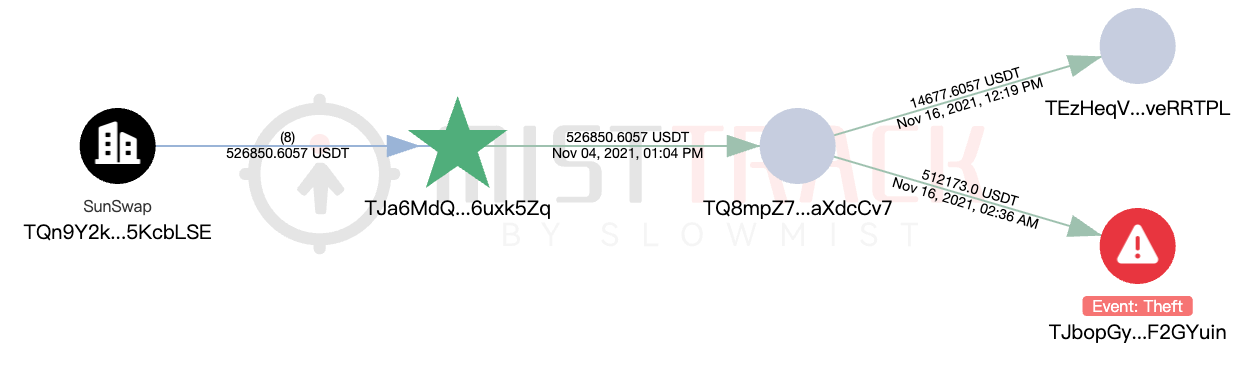 SunSwap
TQn9Y2k...5KcbLSE
(8)
526850.6057 USDT
TJa6MdQ...6uxk5Zq
526850.6057 USDT
Nov 04, 2021, 01:04 PM
TQ8mpZ7...aXdcCv7
14677.6057 USDT
Nov 16, 2021, 12:19 PM
TEzHeqV...veRRTPL
512173.0 USDT
Nov 16, 2021, 02:36 AM
Event: Theft
TJbopGy...F2GYuin
MISTTRACK
BY SLOWMIST